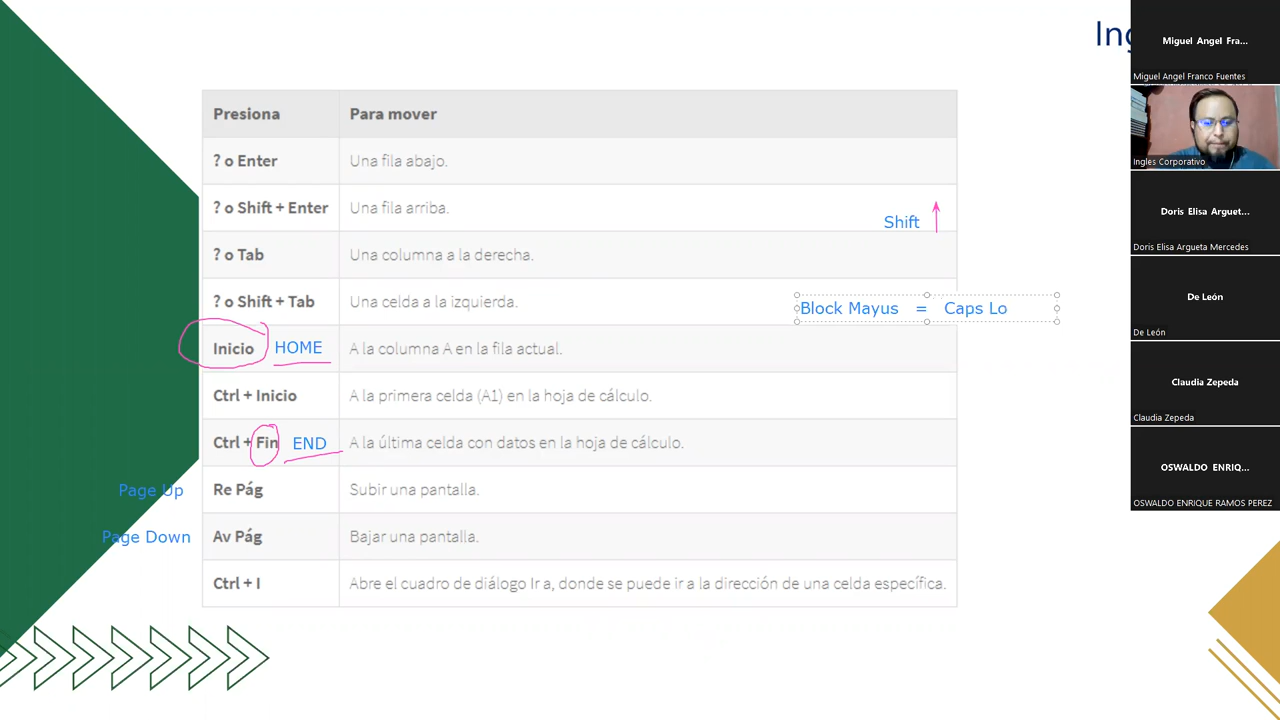 Presiona Para mover
? o Enter Una fila abajo.
? o Shift + Enter Una fila arriba.
Shift
? o Tab Una columna a la derecha.
? o Shift + Tab Una celda a la izquierda.
Block Mayus = Caps Lo
Inicio HOME A la columna A en la fila actual.
Ctrl + Inicio A la primera celda (A1) en la hoja de cálculo.
Ctrl + Fin END A la última celda con datos en la hoja de cálculo.
Page Up Re Pág Subir una pantalla.
Page Down Av Pág Bajar una pantalla.
Ctrl + I Abre el cuadro de diálogo Ir a, donde se puede ir a la dirección de una celda específica.
Miguel Angel Fra...
Miguel Angel Franco Fuentes
Ingles Corporativo
Doris Elisa Arguet...
Doris Elisa Argueta Mercedes
De León
De León
Claudia Zepeda
Claudia Zepeda
OSWALDO ENRIQ...
OSWALDO ENRIQUE RAMOS PEREZ